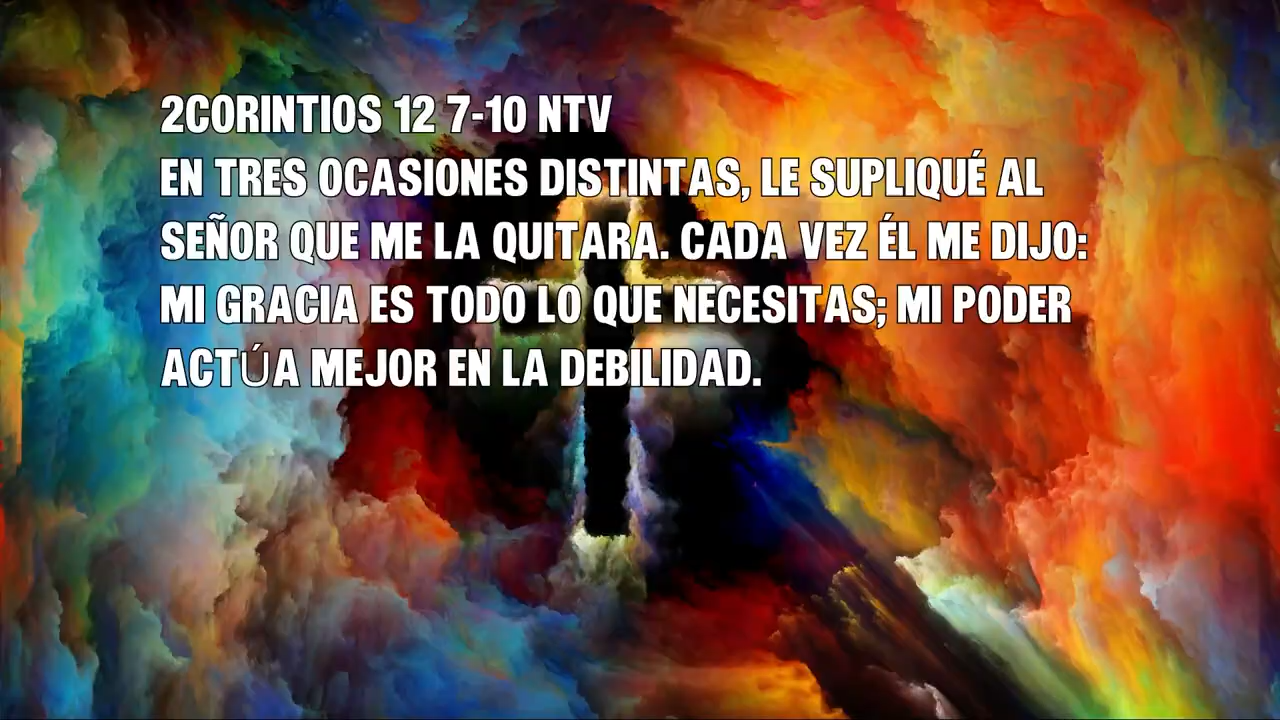 2CORINTIOS 12 7-10 NTV
EN TRES OCASIONES DISTINTAS, LE SUPLIQUÉ AL
SEÑOR QUE ME LA QUITARA. CADA VEZ ÉL ME DIJO:
MI GRACIA ES TODO LO QUE NECESITAS; MI PODER
ACTÚA MEJOR EN LA DEBILIDAD.